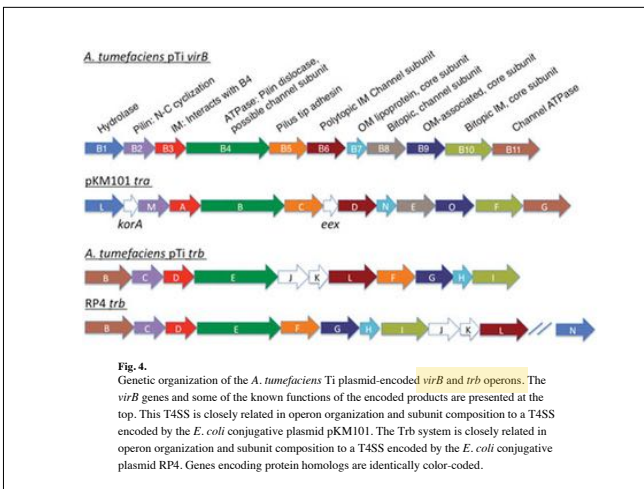 A. tumefaciens pTi virB
Hydrolase
Pilin: N-C cyclization
IM: Interacts with B4
ATPase: Pilin dislocase,
possible channel subunit
Pilus tip adhesin
Polytopic IM Channel subunit
OM lipoprotein, core subunit
Bitopic, channel subunit
OM-associated, core subunit
Bitopic IM, core subunit
Channel ATPase
B1 B2 B3 B4 B5 B6 B7 B8 B9 B10 B11
pKM101 tra
L M A B C D N E O F G
korA eex
A. tumefaciens pTi trb
B C D E J K L F G H I
RP4 trb
B C D E F G H I J K L N
Fig. 4.
Genetic organization of the A. tumefaciens Ti plasmid-encoded virB and trb operons. The
virB genes and some of the known functions of the encoded products are presented at the
top. This T4SS is closely related in operon organization and subunit composition to a T4SS
encoded by the E. coli conjugative plasmid pKM101. The Trb system is closely related in
operon organization and subunit composition to a T4SS encoded by the E. coli conjugative
plasmid RP4. Genes encoding protein homologs are identically color-coded.